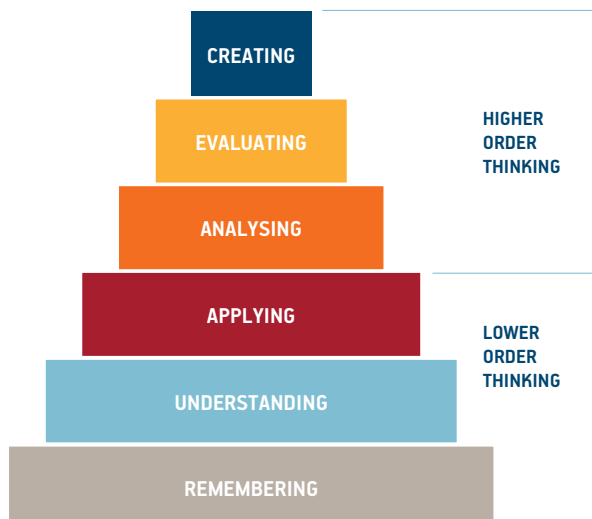 CREATING
EVALUATING
HIGHER
ORDER
THINKING
ANALYSING
APPLYING
LOWER
ORDER
THINKING
UNDERSTANDING
REMEMBERING